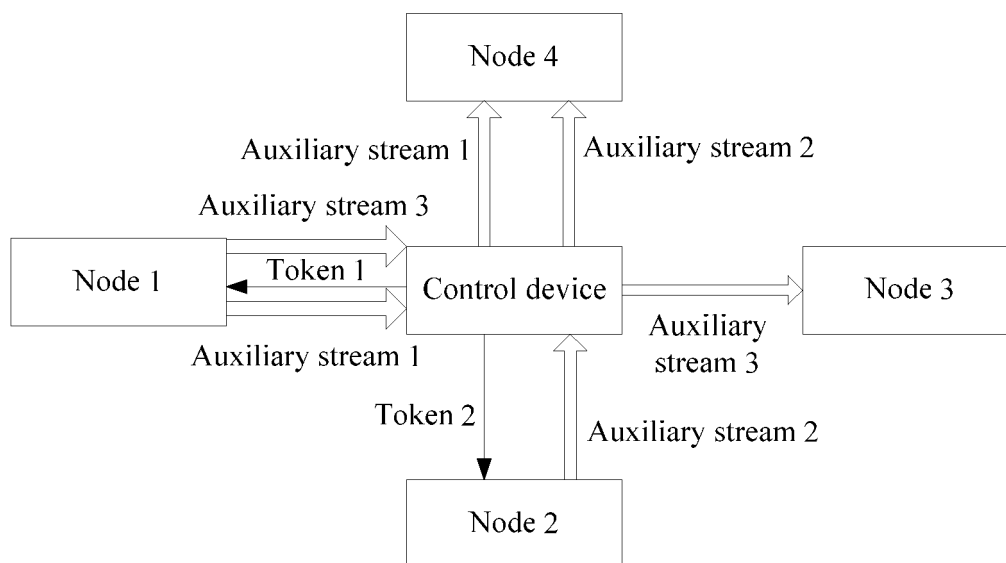 Node 4
Auxiliary stream 1
Auxiliary stream 2
Auxiliary stream 3
Node 1
Token 1
Control device
Node 3
Auxiliary stream 1
Auxiliary
stream 3
Token 2
Auxiliary stream 2
Node 2